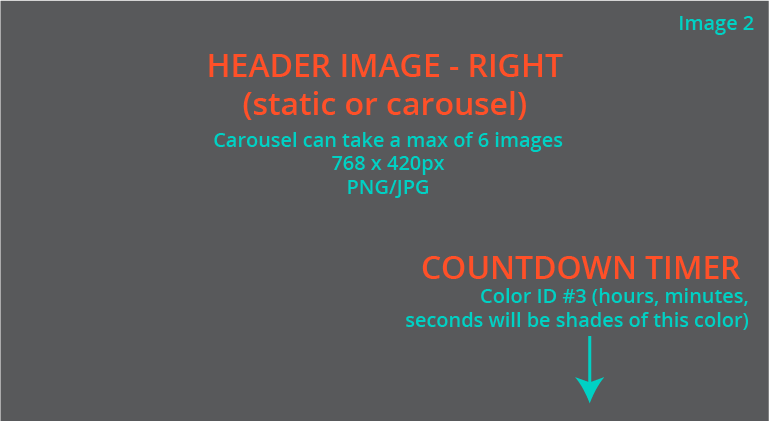 Image 2
HEADER IMAGE - RIGHT
(static or carousel)
Carousel can take a max of 6 images
768 x 420px
PNG/JPG
COUNTDOWN TIMER
Color ID #3 (hours, minutes,
seconds will be shades of this color)